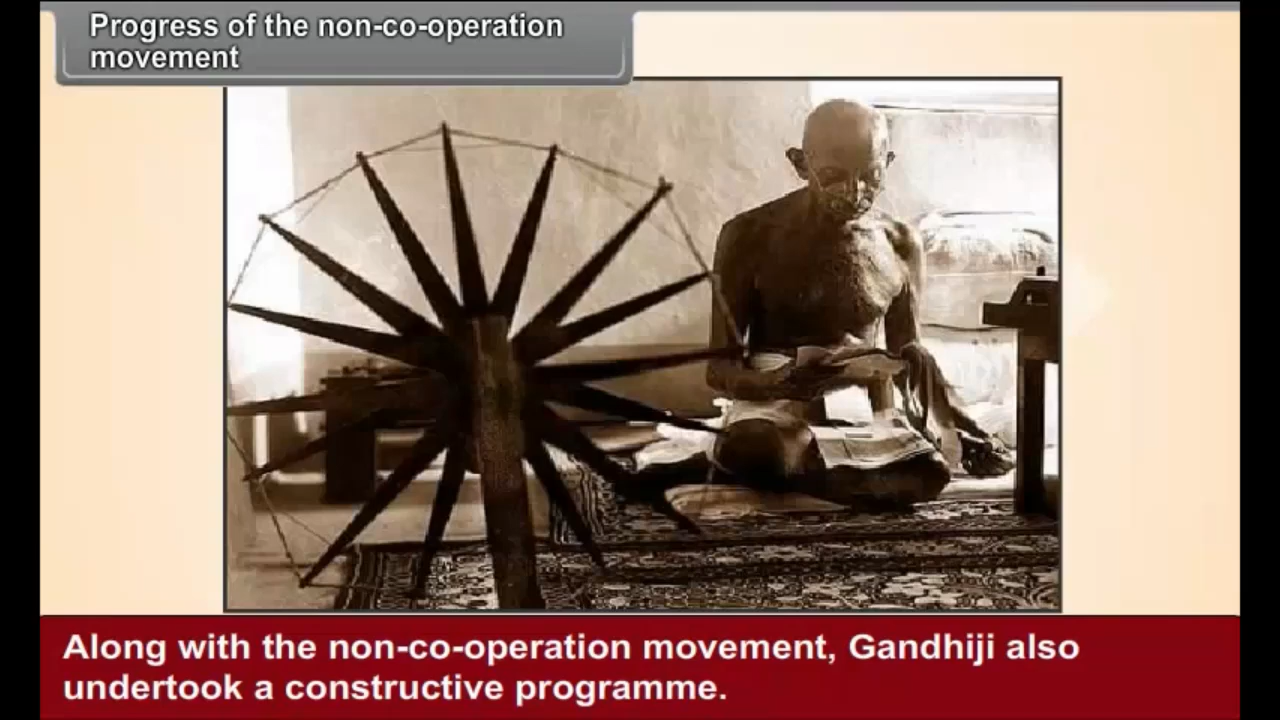 Progress of the non-co-operation
movement
Along with the non-co-operation movement, Gandhiji also
undertook a constructive programme.